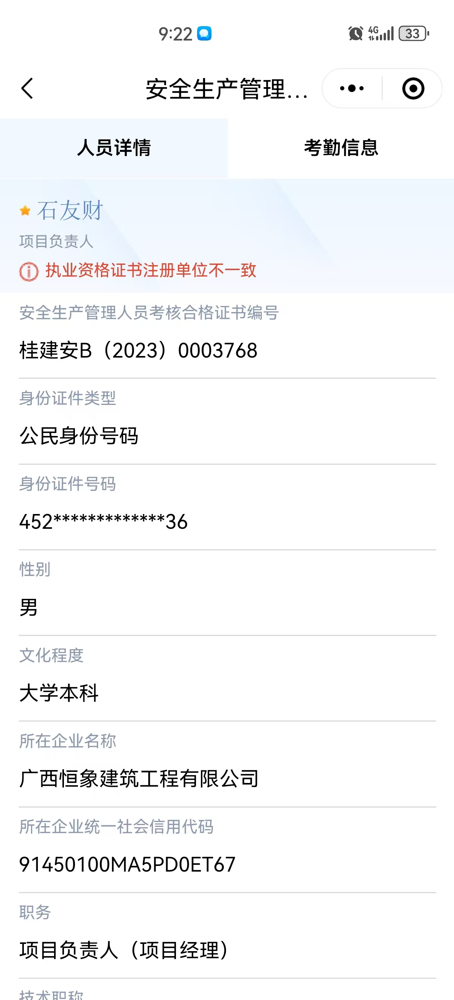 9:22
4G
33
安全生产管理...
人员详情
考勤信息
石友财
项目负责人
执业资格证书注册单位不一致
安全生产管理人员考核合格证书编号
桂建安B（2023）0003768
身份证件类型
公民身份号码
身份证件号码
452*************36
性别
男
文化程度
大学本科
所在企业名称
广西恒象建筑工程有限公司
所在企业统一社会信用代码
91450100MA5PD0ET67
职务
项目负责人（项目经理）
技术职称